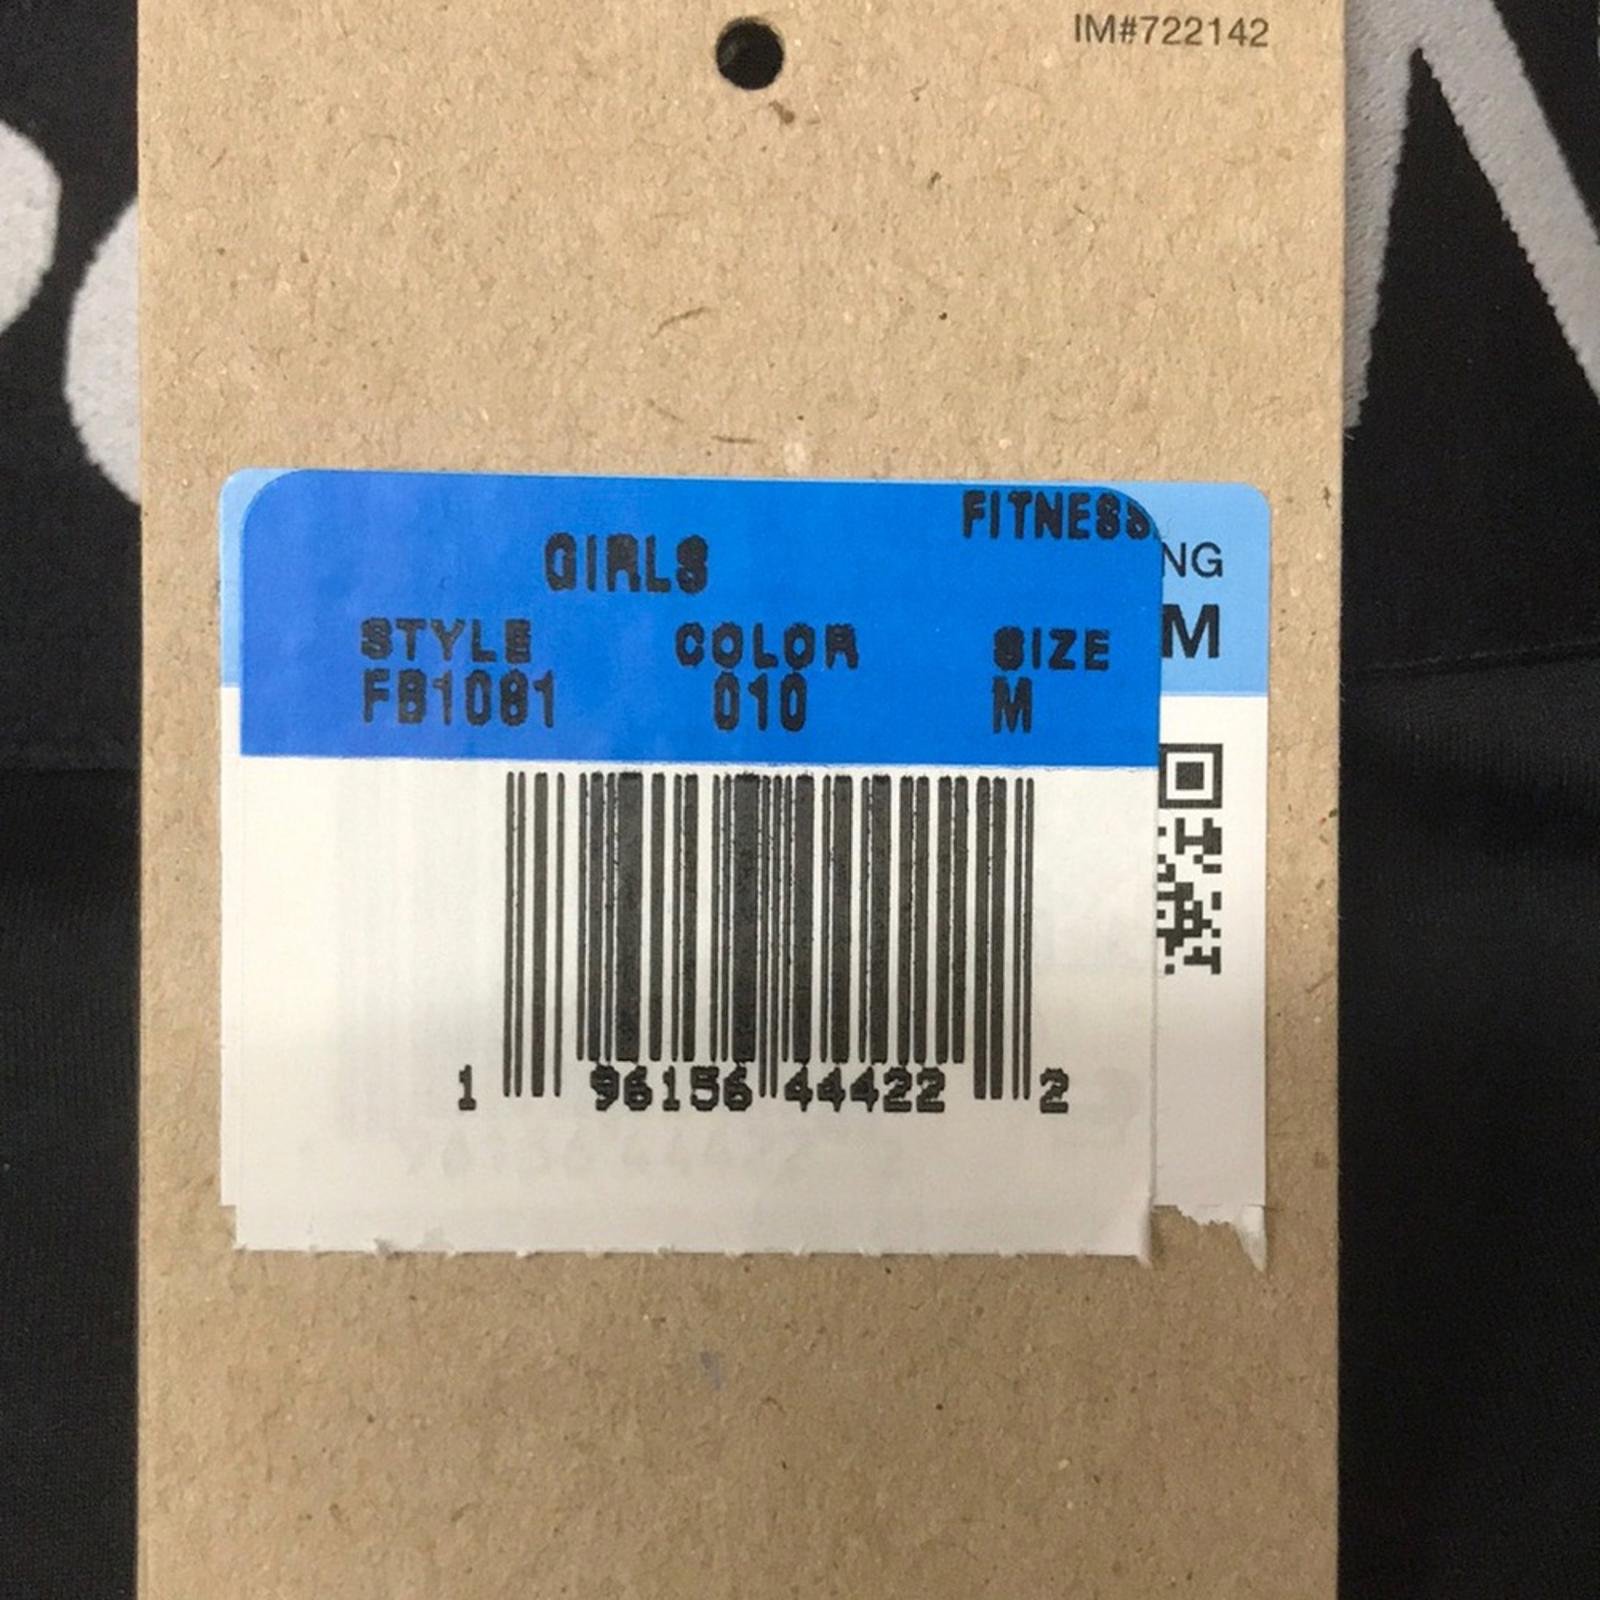 IM#722142
FITNESS
GIRLS
NG
STYLE COLOR SIZE
M
FB1081 010 M
1 96156 44422 2